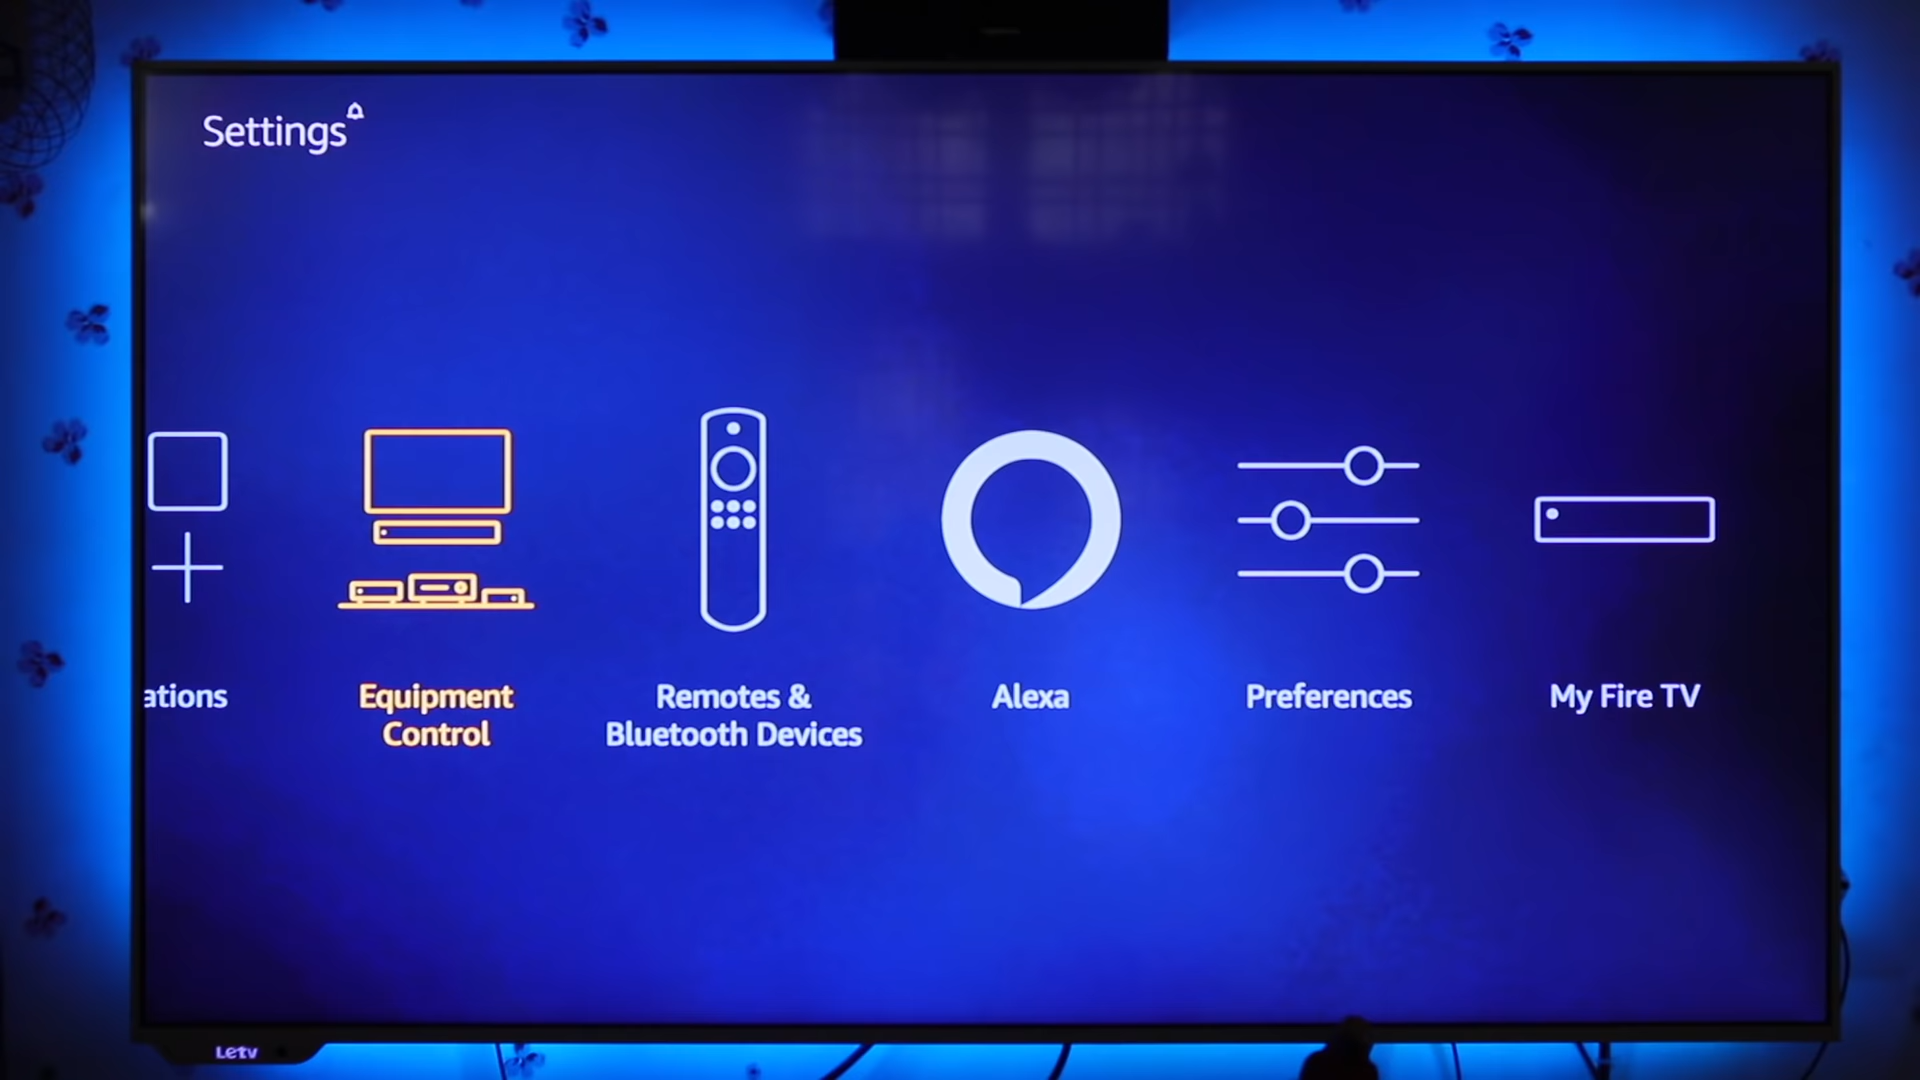 Settings
ations
Equipment
Control
Remotes &
Bluetooth Devices
Alexa
Preferences
My Fire TV
Letv